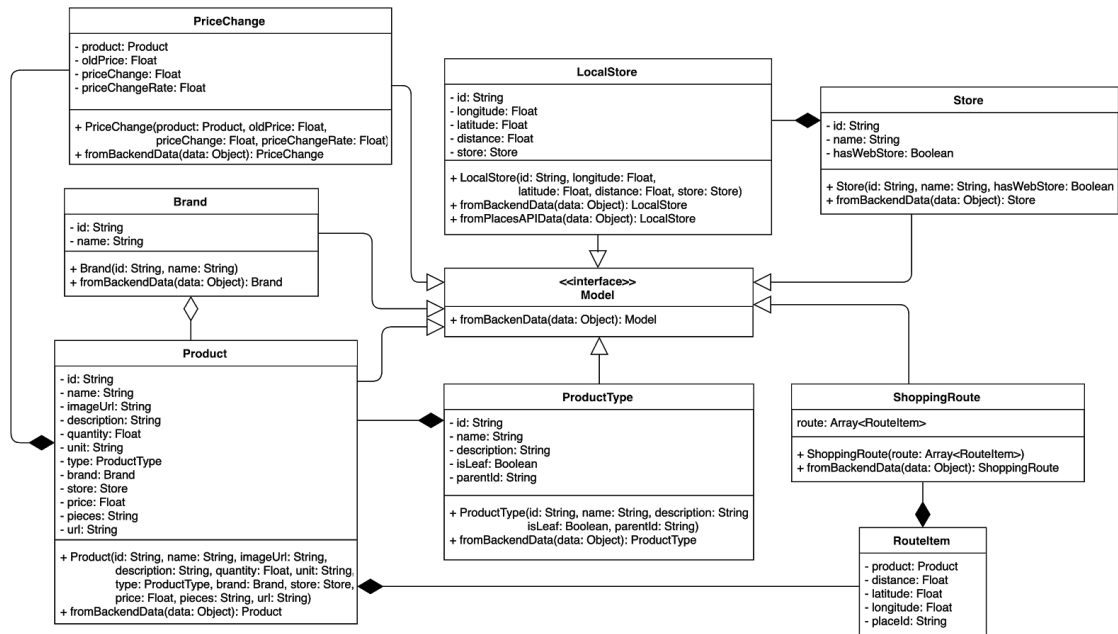 PriceChange
- product: Product
- oldPrice: Float
- priceChange: Float
- priceChangeRate: Float
+ PriceChange(product: Product, oldPrice: Float,
priceChange: Float, priceChangeRate: Float)
+ fromBackendData(data: Object): PriceChange
LocalStore
- id: String
- longitude: Float
- latitude: Float
- distance: Float
- store: Store
+ LocalStore(id: String, longitude: Float,
latitude: Float, distance: Float, store: Store)
+ fromBackendData(data: Object): LocalStore
+ fromPlacesAPIData(data: Object): LocalStore
Store
- id: String
- name: String
- hasWebStore: Boolean
+ Store(id: String, name: String, hasWebStore: Boolean
+ fromBackendData(data: Object): Store
Brand
- id: String
- name: String
+ Brand(id: String, name: String)
+ fromBackendData(data: Object): Brand
<<interface>>
Model
+ fromBackenData(data: Object): Model
Product
- id: String
- name: String
- imageUrl: String
- description: String
- quantity: Float
- unit: String
- type: ProductType
- brand: Brand
- store: Store
- price: Float
- pieces: String
- url: String
+ Product(id: String, name: String, imageUrl: String,
description: String, quantity: Float, unit: String,
type: ProductType, brand: Brand, store: Store,
price: Float, pieces: String, url: String)
+ fromBackendData(data: Object): Product
ProductType
- id: String
- name: String
- description: String
- isLeaf: Boolean
- parentId: String
+ ProductType(id: String, name: String, description: String
isLeaf: Boolean, parentId: String)
+ fromBackendData(data: Object): ProductType
ShoppingRoute
route: Array<RouteItem>
+ ShoppingRoute(route: Array<RouteItem>)
+ fromBackendData(data: Object): ShoppingRoute
RouteItem
- product: Product
- distance: Float
- latitude: Float
- longitude: Float
- placeId: String